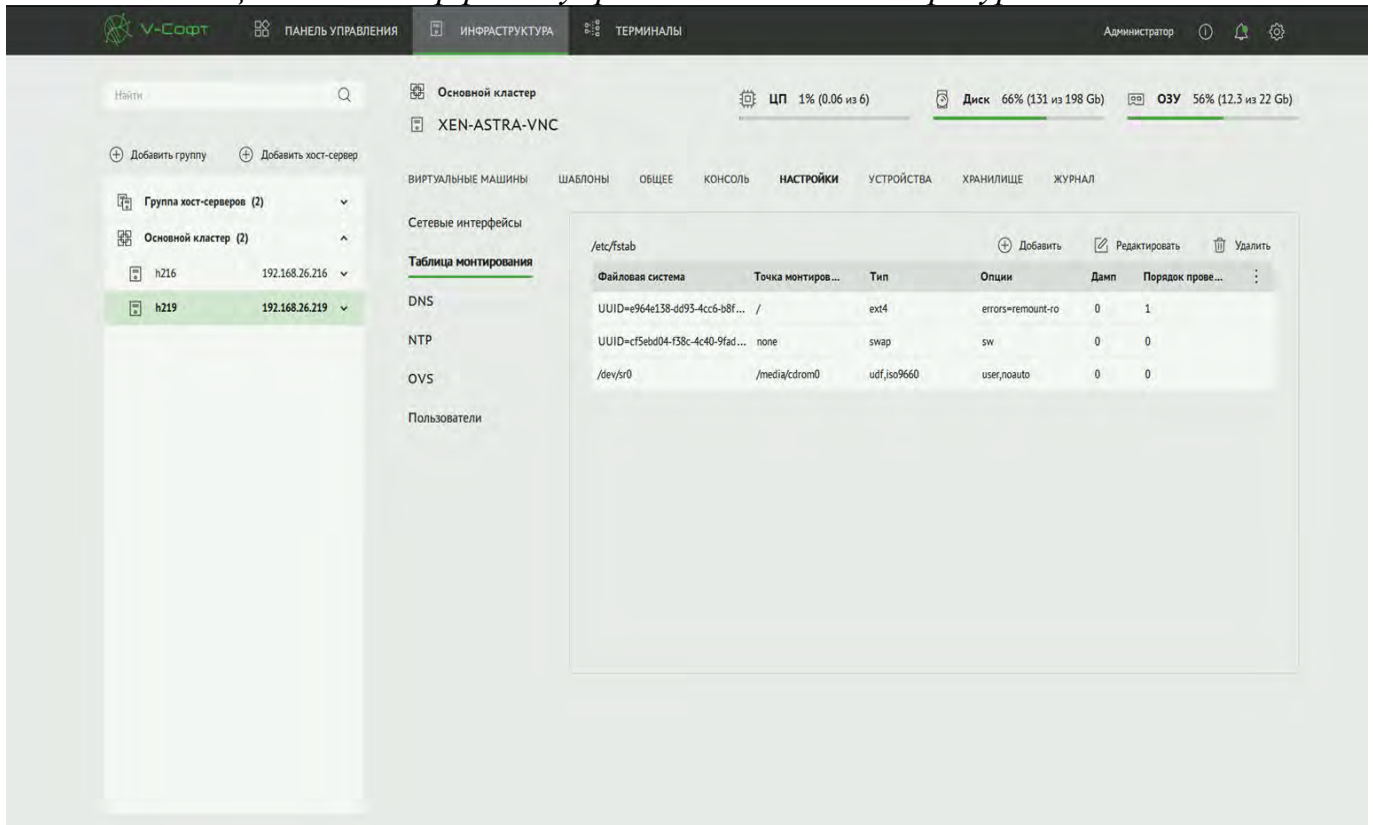 V-Софт ПАНЕЛЬ УПРАВЛЕНИЯ ИНФРАСТРУКТУРА ТЕРМИНАЛЫ Администратор
Найти
Добавить группу Добавить хост-сервер
Группа хост-серверов (2)
Основной кластер (2)
h216 192.168.26.216
h219 192.168.26.219
Основной кластер
XEN-ASTRA-VNC
ЦП 1% (0.06 из 6) Диск 66% (131 из 198 Gb) ОЗУ 56% (12.3 из 22 Gb)
ВИРТУАЛЬНЫЕ МАШИНЫ ШАБЛОНЫ ОБЩЕЕ КОНСОЛЬ НАСТРОЙКИ УСТРОЙСТВА ХРАНИЛИЩЕ ЖУРНАЛ
Сетевые интерфейсы
Таблица монтирования
DNS
NTP
OVS
Пользователи
/etc/fstab Добавить Редактировать Удалить
Файловая система Точка монтиров... Тип Опции Дамп Порядок прове...
UUID=e964e138-dd93-4cc6-b8f... / ext4 errors=remount-ro 0 1
UUID=cf5ebd04-f38c-4c40-9fad... none swap sw 0 0
/dev/sr0 /media/cdrom0 udf,iso9660 user,noauto 0 0